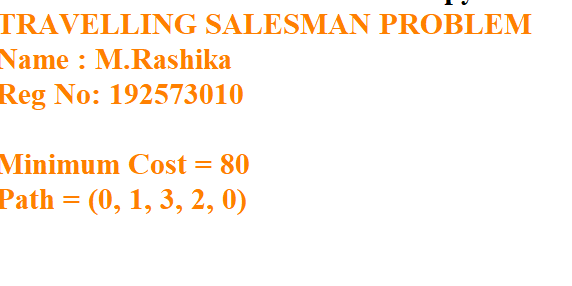 TRAVELLING SALESMAN PROBLEM
Name : M.Rashika
Reg No: 192573010
Minimum Cost = 80
Path = (0, 1, 3, 2, 0)